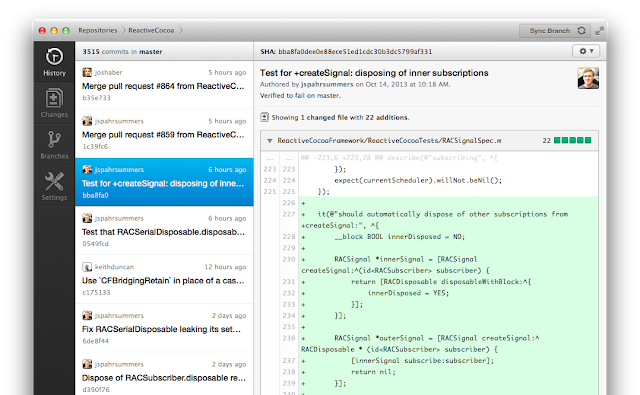 Repositories
ReactiveCocoa
Sync Branch
History
Changes
Branches
Settings
3515 commits in master
joshaber 5 hours ago
Merge pull request #864 from ReactiveC...
b35e733
jspahrsummers 5 hours ago
Merge pull request #859 from ReactiveC...
1c39fc6
jspahrsummers 6 hours ago
Test for +createSignal: disposing of inne...
bba8fa0
jspahrsummers 6 hours ago
Test that RACSerialDisposable.disposab...
0549fcd
keithduncan 12 hours ago
Use `CFBridgingRetain` in place of a cas...
c175133
jspahrsummers 2 days ago
Fix RACSerialDisposable leaking its set...
6de8f44
jspahrsummers 2 days ago
Dispose of RACSubscriber.disposable re...
d390f76
SHA: bba8fa0dee0e88ece51ed1cdc30b3dc5799af331
Test for +createSignal: disposing of inner subscriptions
Authored by jspahrsummers on Oct 14, 2013 at 10:18 AM.
Verified to fail on master.
Showing 1 changed file with 22 additions.
ReactiveCocoaFramework/ReactiveCocoaTests/RACSignalSpec.m 22
... ... @@ -223,6 +223,28 @@ describe(@"subscribing", ^{
223 223 });
224 224 expect(currentScheduler).willNot.beNil();
225 225 });
226 +
227 + it(@"should automatically dispose of other subscriptions from
+createSignal:", ^{
228 + __block BOOL innerDisposed = NO;
229 +
230 + RACSignal *innerSignal = [RACSignal
createSignal:^(id<RACSubscriber> subscriber) {
231 + return [RACDisposable disposableWithBlock:^{
232 + innerDisposed = YES;
233 + }];
234 + }];
235 +
236 + RACSignal *outerSignal = [RACSignal createSignal:^
RACDisposable * (id<RACSubscriber> subscriber) {
237 + [innerSignal subscribe:subscriber];
238 + return nil;
239 + }];
240 +